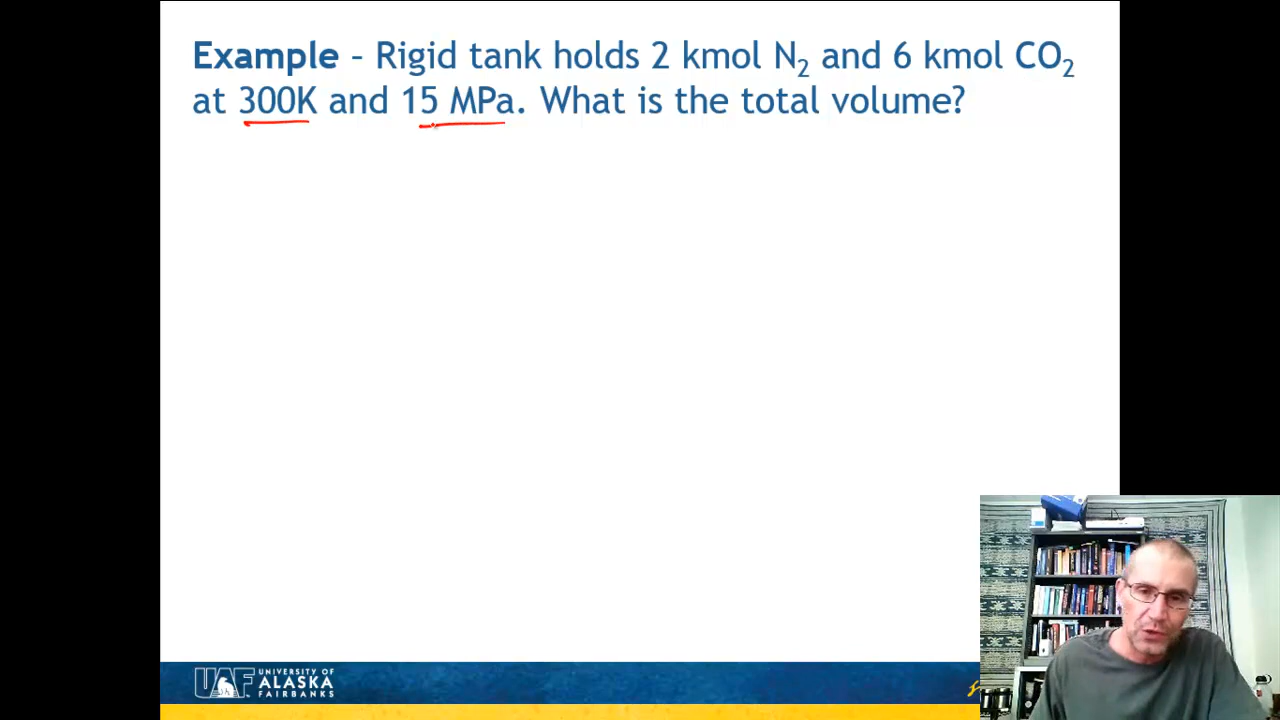 Example – Rigid tank holds 2 kmol N₂ and 6 kmol CO₂
at 300K and 15 MPa. What is the total volume?
UAF
UNIVERSITY OF
ALASKA
FAIRBANKS